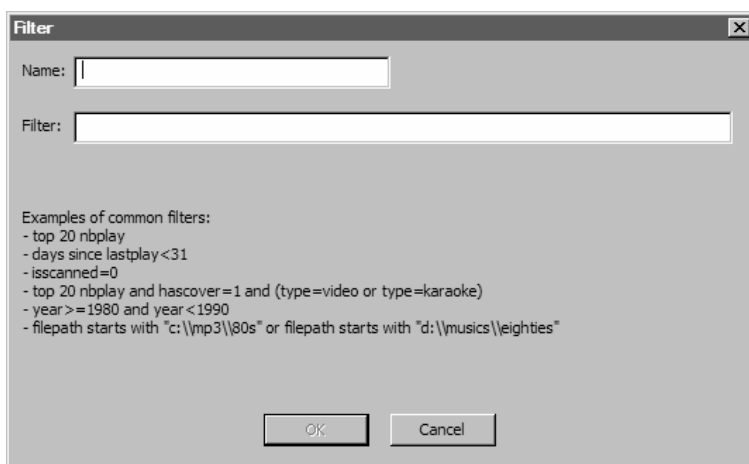 Filter
Name:
Filter:
Examples of common filters:
- top 20 nbplay
- days since lastplay<31
- isscanned=0
- top 20 nbplay and hascover=1 and (type=video or type=karaoke)
- year>=1980 and year<1990
- filepath starts with "c:\\mp3\\80s" or filepath starts with "d:\\musics\\eighties"
OK Cancel